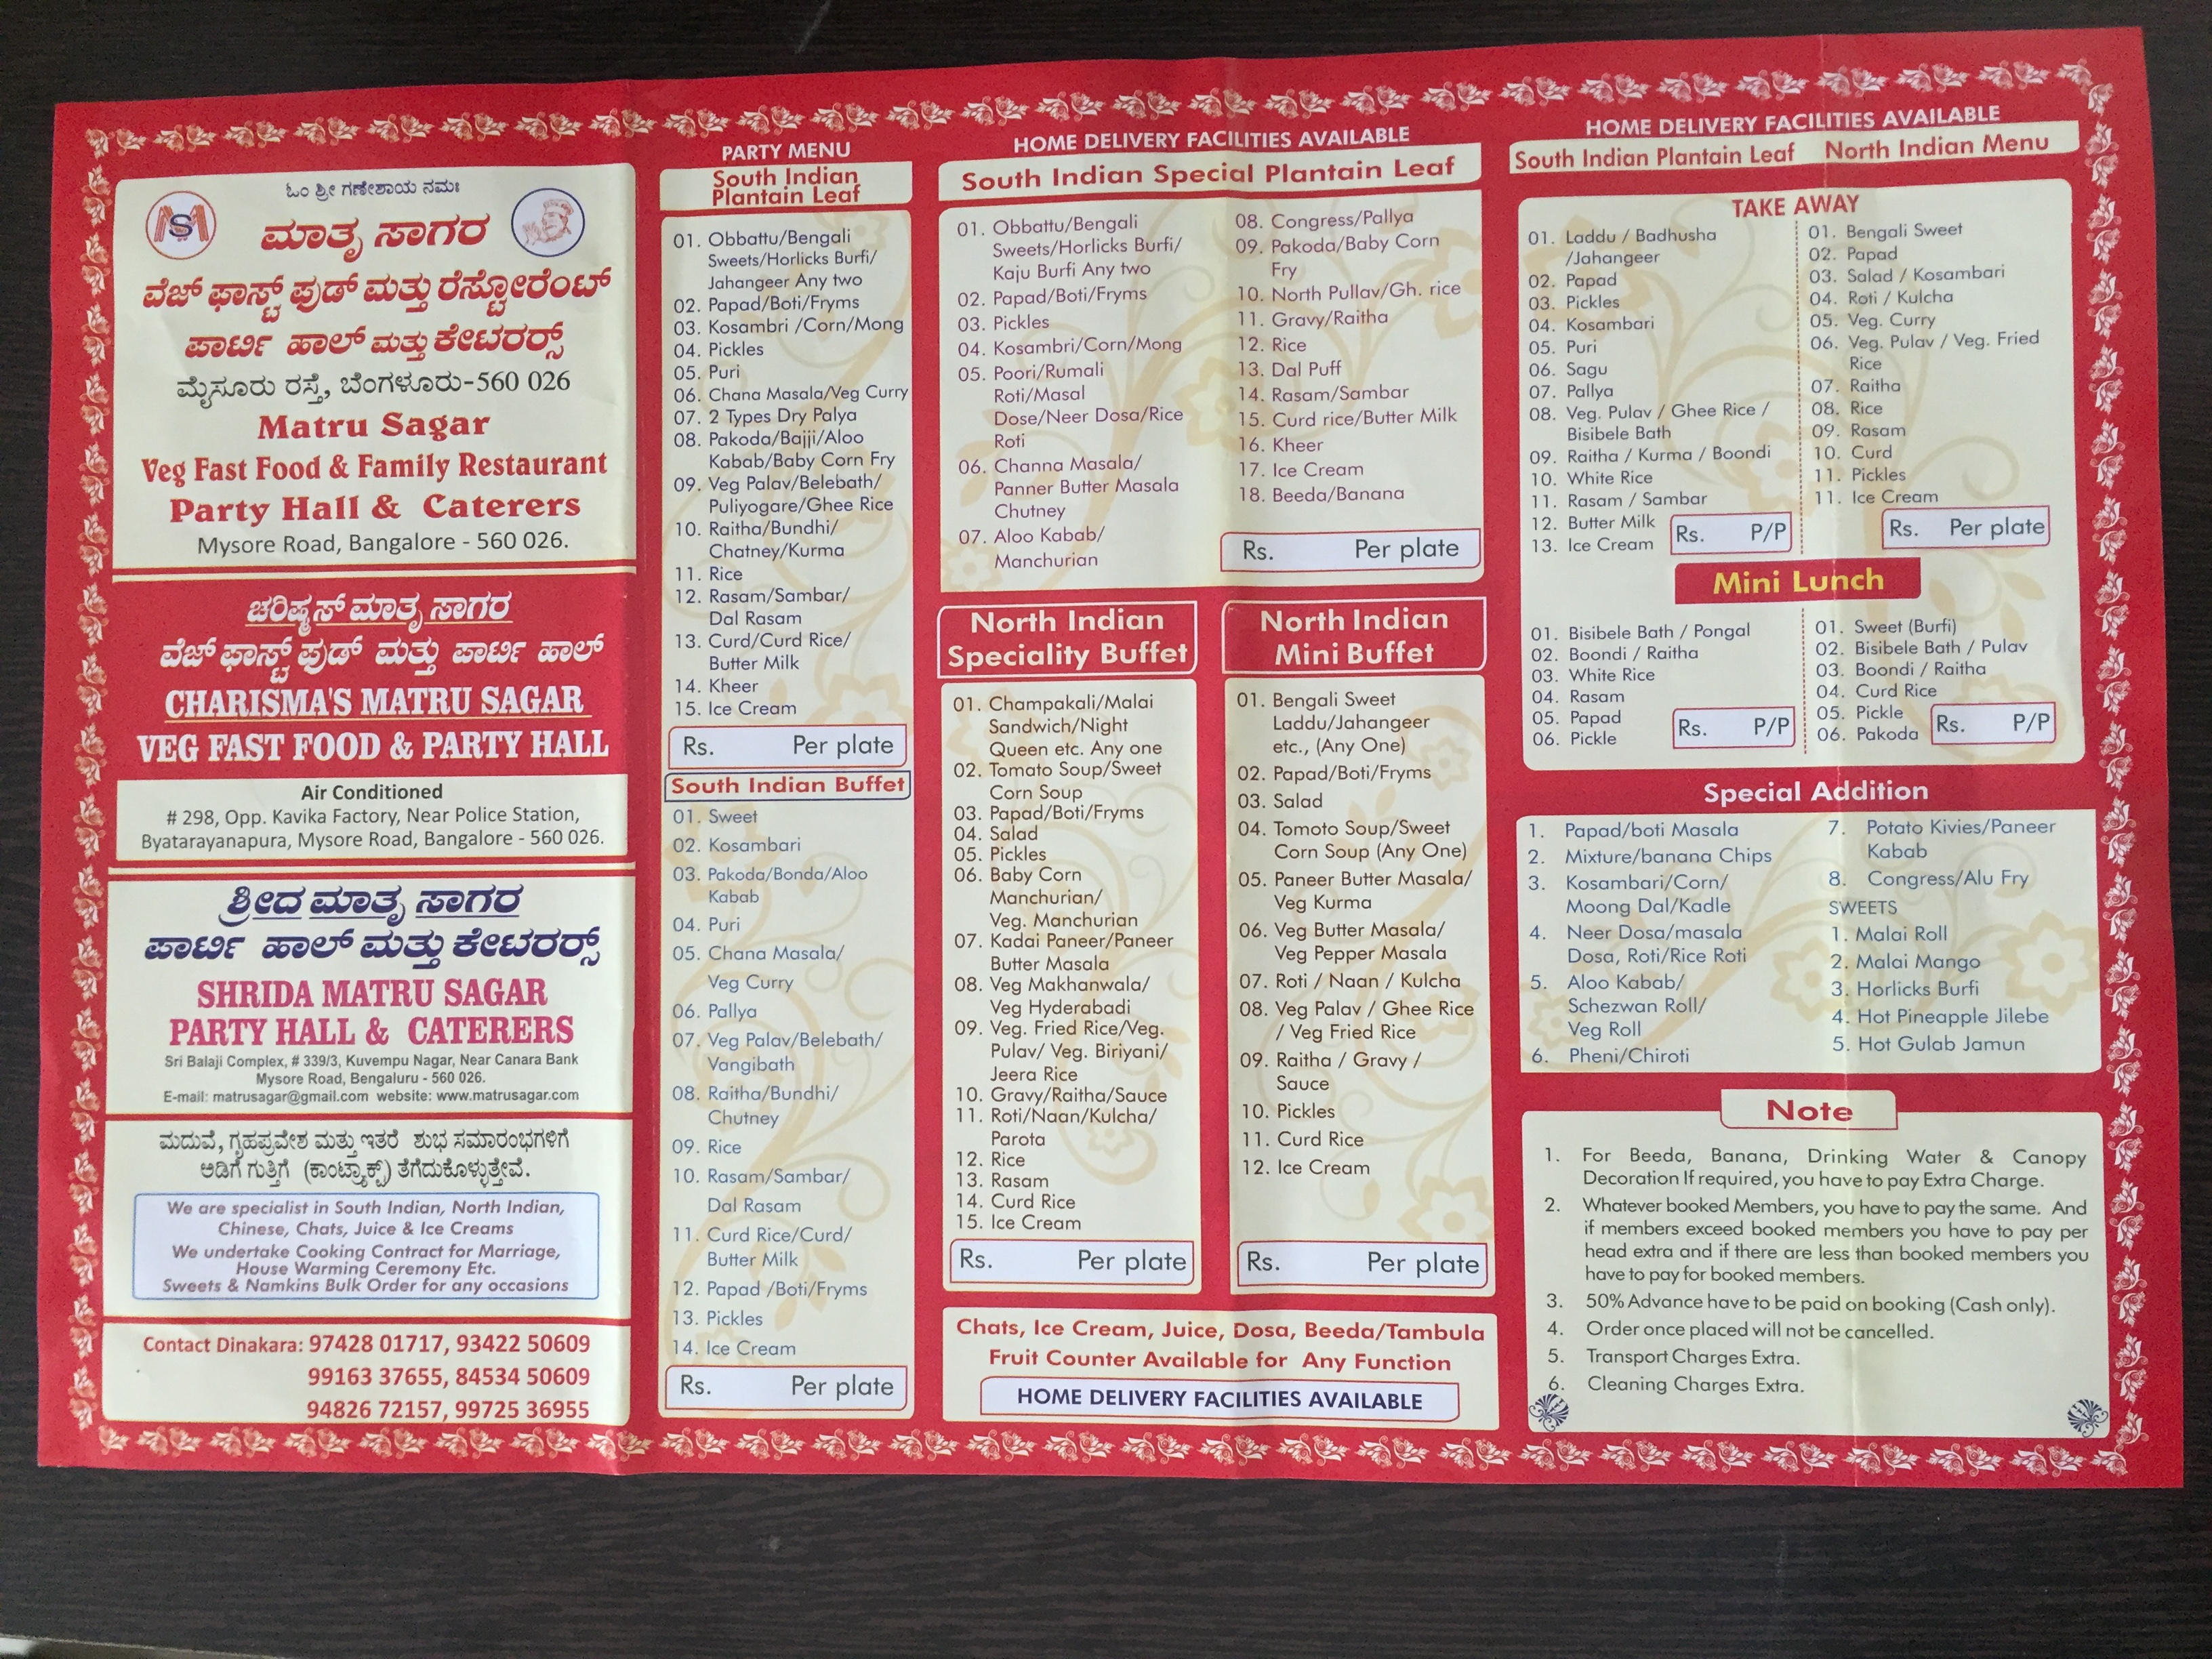 ಓಂ ಶ್ರೀ ಗಣೇಶಾಯ ನಮಃ
MS
ಮಾತೃ ಸಾಗರ
ವೆಜ್ ಫಾಸ್ಟ್ ಫುಡ್ ಮತ್ತು ರೆಸ್ಟೋರೆಂಟ್
ಪಾರ್ಟಿ ಹಾಲ್ ಮತ್ತು ಕೇಟರರ್ಸ್
ಮೈಸೂರು ರಸ್ತೆ, ಬೆಂಗಳೂರು-560 026
Matru Sagar
Veg Fast Food & Family Restaurant
Party Hall & Caterers
Mysore Road, Bangalore - 560 026.
ಚರಿಷ್ಮಸ್ ಮಾತೃ ಸಾಗರ
ವೆಜ್ ಫಾಸ್ಟ್ ಫುಡ್ ಮತ್ತು ಪಾರ್ಟಿ ಹಾಲ್
CHARISMA'S MATRU SAGAR
VEG FAST FOOD & PARTY HALL
Air Conditioned
# 298, Opp. Kavika Factory, Near Police Station,
Byatarayanapura, Mysore Road, Bangalore - 560 026.
ಶ್ರೀದ ಮಾತೃ ಸಾಗರ
ಪಾರ್ಟಿ ಹಾಲ್ ಮತ್ತು ಕೇಟರರ್ಸ್
SHRIDA MATRU SAGAR
PARTY HALL & CATERERS
Sri Balaji Complex, # 339/3, Kuvempu Nagar, Near Canara Bank
Mysore Road, Bengaluru - 560 026.
E-mail: matrusagar@gmail.com website: www.matrusagar.com
ಮದುವೆ, ಗೃಹಪ್ರವೇಶ ಮತ್ತು ಇತರೆ ಶುಭ ಸಮಾರಂಭಗಳಿಗೆ
ಅಡಿಗೆ ಗುತ್ತಿಗೆ (ಕಾಂಟ್ರ್ಯಾಕ್ಟ್) ತೆಗೆದುಕೊಳ್ಳುತ್ತೇವೆ.
We are specialist in South Indian, North Indian,
Chinese, Chats, Juice & Ice Creams
We undertake Cooking Contract for Marriage,
House Warming Ceremony Etc.
Sweets & Namkins Bulk Order for any occasions
Contact Dinakara: 97428 01717, 93422 50609
99163 37655, 84534 50609
94826 72157, 99725 36955
PARTY MENU
South Indian
Plantain Leaf
01. Obbattu/Bengali
Sweets/Horlicks Burfi/
Jahangeer Any two
02. Papad/Boti/Fryms
03. Kosambri /Corn/Mong
04. Pickles
05. Puri
06. Chana Masala/Veg Curry
07. 2 Types Dry Palya
08. Pakoda/Bajji/Aloo
Kabab/Baby Corn Fry
09. Veg Palav/Belebath/
Puliyogare/Ghee Rice
10. Raitha/Bundhi/
Chatney/Kurma
11. Rice
12. Rasam/Sambar/
Dal Rasam
13. Curd/Curd Rice/
Butter Milk
14. Kheer
15. Ice Cream
Rs. Per plate
South Indian Buffet
01. Sweet
02. Kosambari
03. Pakoda/Bonda/Aloo
Kabab
04. Puri
05. Chana Masala/
Veg Curry
06. Pallya
07. Veg Palav/Belebath/
Vangibath
08. Raitha/Bundhi/
Chutney
09. Rice
10. Rasam/Sambar/
Dal Rasam
11. Curd Rice/Curd/
Butter Milk
12. Papad /Boti/Fryms
13. Pickles
14. Ice Cream
Rs. Per plate
HOME DELIVERY FACILITIES AVAILABLE
South Indian Special Plantain Leaf
01. Obbattu/Bengali
Sweets/Horlicks Burfi/
Kaju Burfi Any two
02. Papad/Boti/Fryms
03. Pickles
04. Kosambri/Corn/Mong
05. Poori/Rumali
Roti/Masal
Dose/Neer Dosa/Rice
Roti
06. Channa Masala/
Panner Butter Masala
Chutney
07. Aloo Kabab/
Manchurian
08. Congress/Pallya
09. Pakoda/Baby Corn
Fry
10. North Pullav/Gh. rice
11. Gravy/Raitha
12. Rice
13. Dal Puff
14. Rasam/Sambar
15. Curd rice/Butter Milk
16. Kheer
17. Ice Cream
18. Beeda/Banana
Rs. Per plate
North Indian
Speciality Buffet
01. Champakali/Malai
Sandwich/Night
Queen etc. Any one
02. Tomato Soup/Sweet
Corn Soup
03. Papad/Boti/Fryms
04. Salad
05. Pickles
06. Baby Corn
Manchurian/
Veg. Manchurian
07. Kadai Paneer/Paneer
Butter Masala
08. Veg Makhanwala/
Veg Hyderabadi
09. Veg. Fried Rice/Veg.
Pulav/ Veg. Biriyani/
Jeera Rice
10. Gravy/Raitha/Sauce
11. Roti/Naan/Kulcha/
Parota
12. Rice
13. Rasam
14. Curd Rice
15. Ice Cream
Rs. Per plate
North Indian
Mini Buffet
01. Bengali Sweet
Laddu/Jahangeer
etc., (Any One)
02. Papad/Boti/Fryms
03. Salad
04. Tomoto Soup/Sweet
Corn Soup (Any One)
05. Paneer Butter Masala/
Veg Kurma
06. Veg Butter Masala/
Veg Pepper Masala
07. Roti / Naan / Kulcha
08. Veg Palav / Ghee Rice
/ Veg Fried Rice
09. Raitha / Gravy /
Sauce
10. Pickles
11. Curd Rice
12. Ice Cream
Rs. Per plate
Chats, Ice Cream, Juice, Dosa, Beeda/Tambula
Fruit Counter Available for Any Function
HOME DELIVERY FACILITIES AVAILABLE
HOME DELIVERY FACILITIES AVAILABLE
South Indian Plantain Leaf North Indian Menu
TAKE AWAY
01. Laddu / Badhusha
/Jahangeer
02. Papad
03. Pickles
04. Kosambari
05. Puri
06. Sagu
07. Pallya
08. Veg. Pulav / Ghee Rice /
Bisibele Bath
09. Raitha / Kurma / Boondi
10. White Rice
11. Rasam / Sambar
12. Butter Milk
13. Ice Cream
Rs. P/P
01. Bengali Sweet
02. Papad
03. Salad / Kosambari
04. Roti / Kulcha
05. Veg. Curry
06. Veg. Pulav / Veg. Fried
Rice
07. Raitha
08. Rice
09. Rasam
10. Curd
11. Pickles
11. Ice Cream
Rs. Per plate
Mini Lunch
01. Bisibele Bath / Pongal
02. Boondi / Raitha
03. White Rice
04. Rasam
05. Papad
06. Pickle
Rs. P/P
01. Sweet (Burfi)
02. Bisibele Bath / Pulav
03. Boondi / Raitha
04. Curd Rice
05. Pickle
06. Pakoda
Rs. P/P
Special Addition
1. Papad/boti Masala
2. Mixture/banana Chips
3. Kosambari/Corn/
Moong Dal/Kadle
4. Neer Dosa/masala
Dosa, Roti/Rice Roti
5. Aloo Kabab/
Schezwan Roll/
Veg Roll
6. Pheni/Chiroti
7. Potato Kivies/Paneer
Kabab
8. Congress/Alu Fry
SWEETS
1. Malai Roll
2. Malai Mango
3. Horlicks Burfi
4. Hot Pineapple Jilebe
5. Hot Gulab Jamun
Note
1. For Beeda, Banana, Drinking Water & Canopy
Decoration If required, you have to pay Extra Charge.
2. Whatever booked Members, you have to pay the same. And
if members exceed booked members you have to pay per
head extra and if there are less than booked members you
have to pay for booked members.
3. 50% Advance have to be paid on booking (Cash only).
4. Order once placed will not be cancelled.
5. Transport Charges Extra.
6. Cleaning Charges Extra.